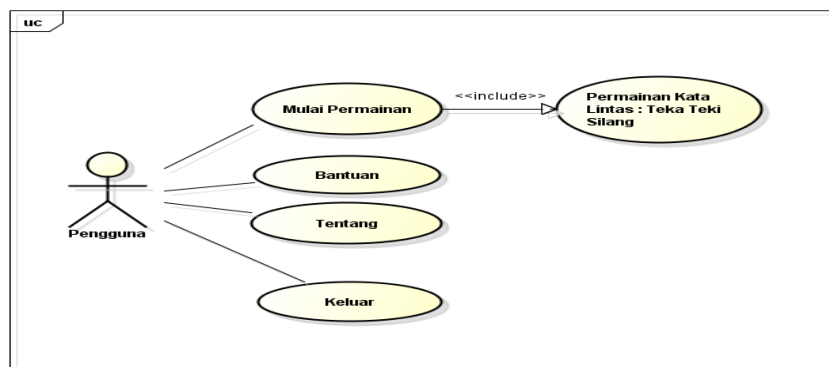 uc
Mulai Permainan
<<include>>
Permainan Kata
Lintas : Teka Teki
Silang
Bantuan
Tentang
Pengguna
Keluar